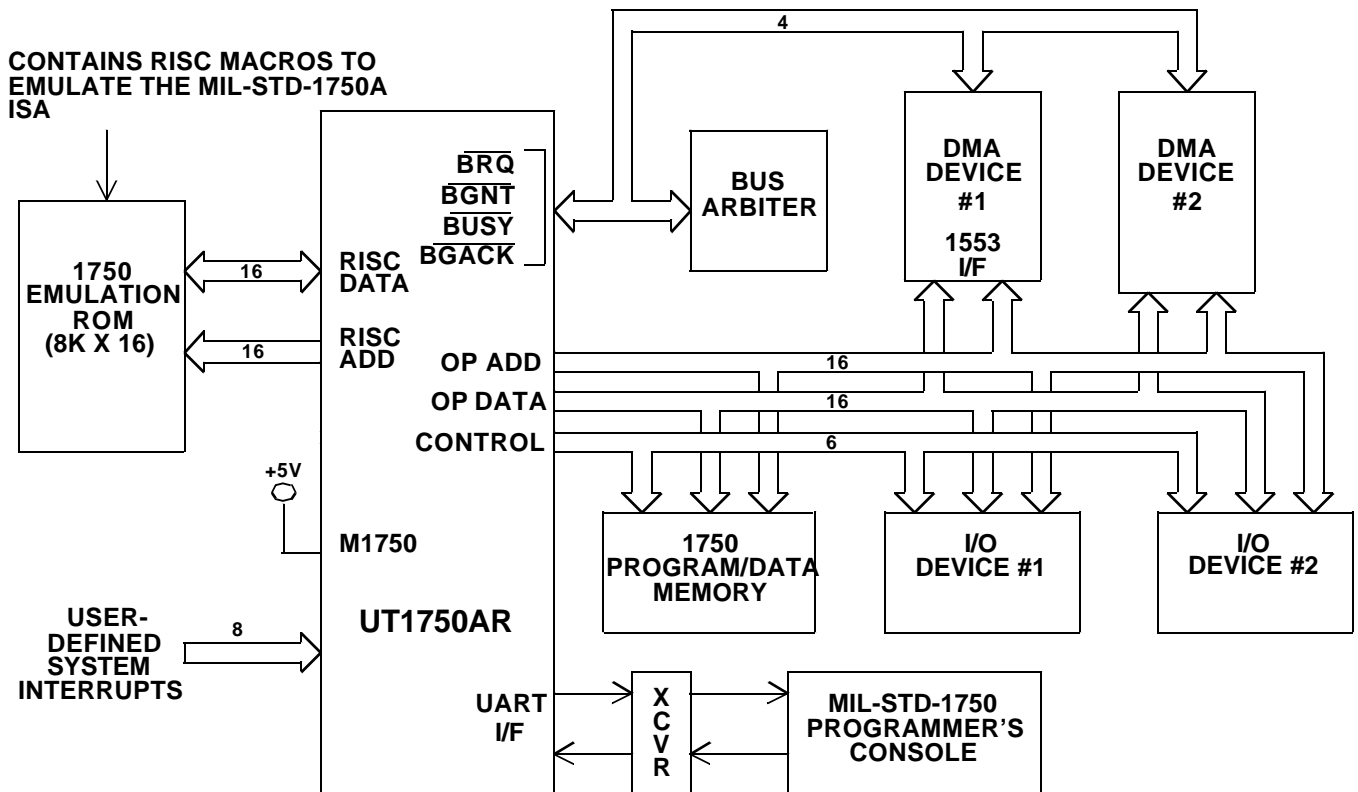 CONTAINS RISC MACROS TO
EMULATE THE MIL-STD-1750A
ISA
1750
EMULATION
ROM
(8K X 16)
16
16
RISC
DATA
RISC
ADD
BRQ
BGNT
BUSY
BGACK
4
BUS
ARBITER
DMA
DEVICE
#1
1553
I/F
DMA
DEVICE
#2
OP ADD
16
OP DATA
16
CONTROL
6
+5V
M1750
UT1750AR
USER-
DEFINED
SYSTEM
INTERRUPTS
8
1750
PROGRAM/DATA
MEMORY
I/O
DEVICE #1
I/O
DEVICE #2
UART
I/F
X
C
V
R
MIL-STD-1750
PROGRAMMER’S
CONSOLE